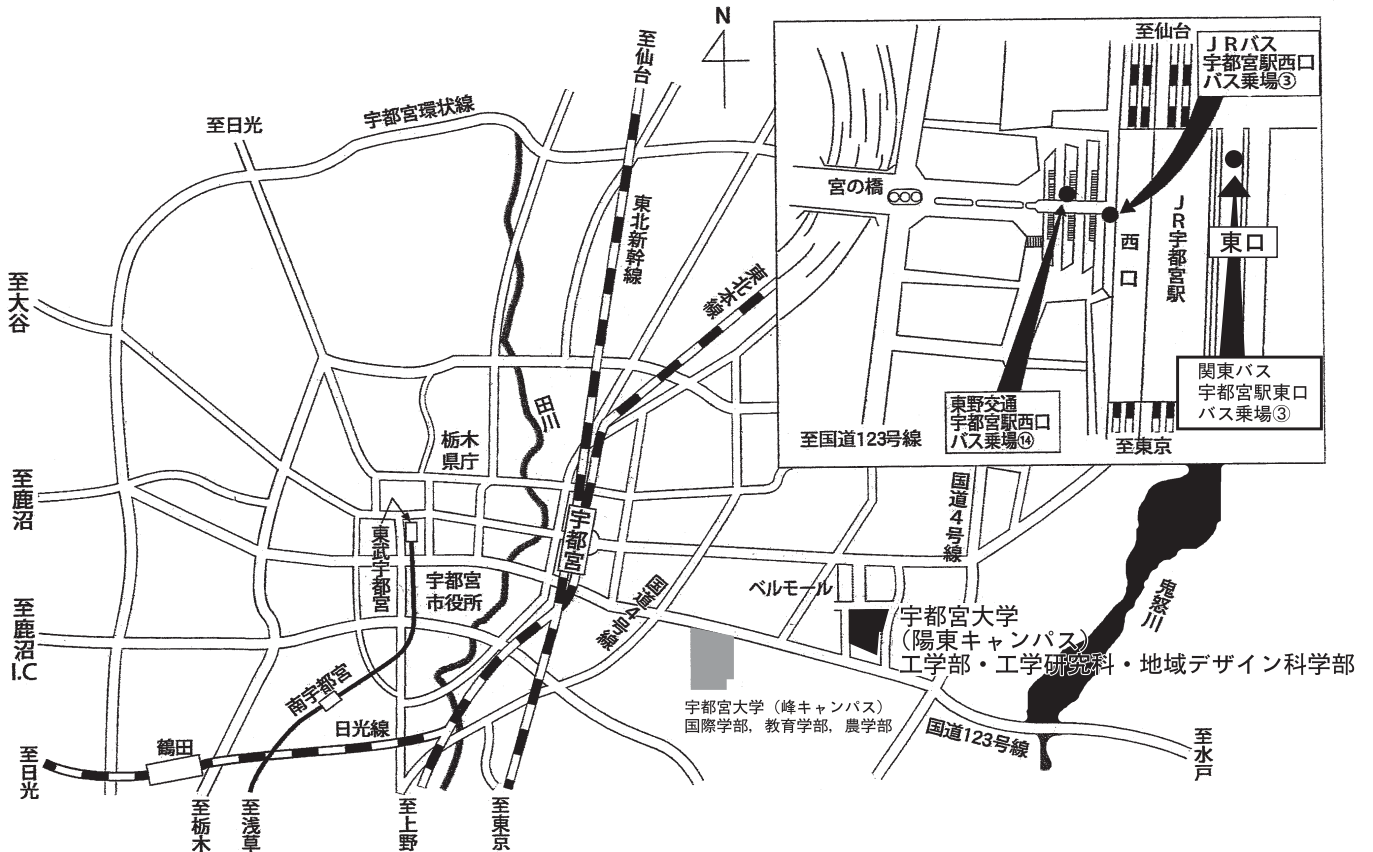 N
至仙台
宇都宮環状線
至日光
東北新幹線
東北本線
至大谷
田川
栃木
県庁
至鹿沼
東武宇都宮
宇都宮
宇都宮
市役所
国道4号線
至鹿沼
I.C
南宇都宮
日光線
鶴田
至日光
至栃木
至浅草
至上野
至東京
至仙台
JRバス
宇都宮駅西口
バス乗場③
宮の橋
西口
JR宇都宮駅
東口
関東バス
宇都宮駅東口
バス乗場③
東野交通
宇都宮駅西口
バス乗場⑭
至国道123号線
至東京
国道4号線
ベルモール
宇都宮大学
（陽東キャンパス）
工学部・工学研究科・地域デザイン科学部
鬼怒川
宇都宮大学（峰キャンパス）
国際学部，教育学部，農学部
国道123号線
至水戸